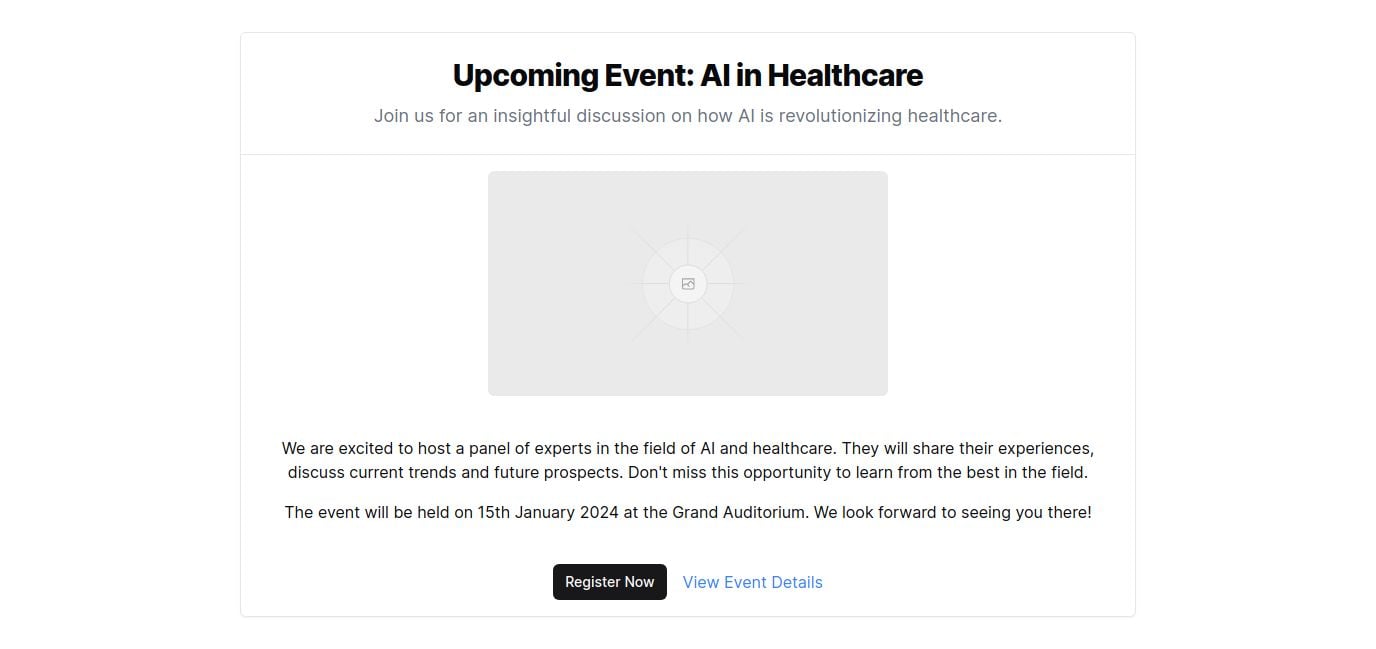 Upcoming Event: AI in Healthcare
Join us for an insightful discussion on how AI is revolutionizing healthcare.
We are excited to host a panel of experts in the field of AI and healthcare. They will share their experiences,
discuss current trends and future prospects. Don't miss this opportunity to learn from the best in the field.
The event will be held on 15th January 2024 at the Grand Auditorium. We look forward to seeing you there!
Register Now
View Event Details